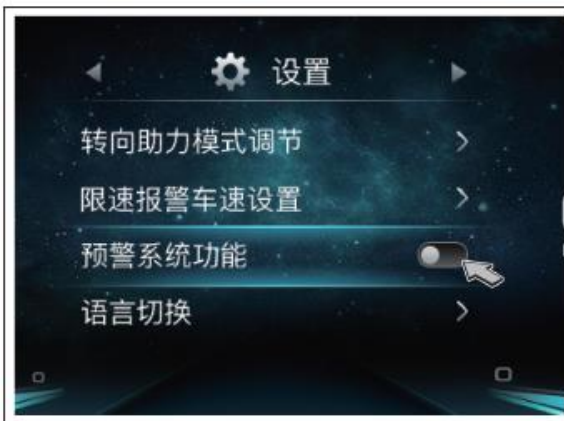 设置
转向助力模式调节
限速报警车速设置
预警系统功能
语言切换